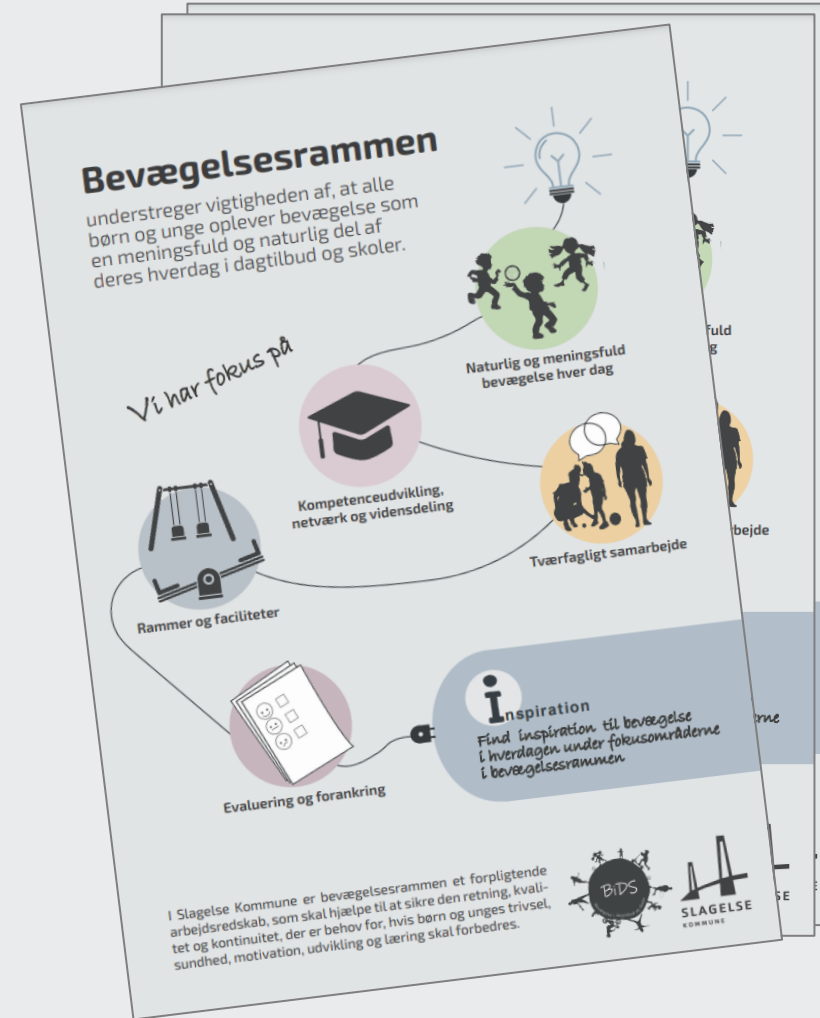 Bevægelsesrammen
understreger vigtigheden af, at alle
børn og unge oplever bevægelse som
en meningsfuld og naturlig del af
deres hverdag i dagtilbud og skoler.
Vi har fokus på
Naturlig og meningsfuld
bevægelse hver dag
Kompetenceudvikling,
netværk og vidensdeling
Tværfagligt samarbejde
Rammer og faciliteter
Evaluering og forankring
inspiration
Find inspiration til bevægelse
i hverdagen under fokusområderne
i bevægelsesrammen
I Slagelse Kommune er bevægelsesrammen et forpligtende
arbejdsredskab, som skal hjælpe til at sikre den retning, kvali-
tet og kontinuitet, der er behov for, hvis børn og unges trivsel,
sundhed, motivation, udvikling og læring skal forbedres.
BiDS
SLAGELSE
KOMMUNE
fuld
g
bejde
rne
SE